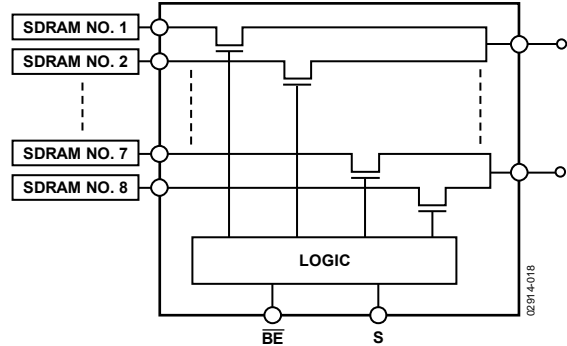 SDRAM NO. 1
SDRAM NO. 2
SDRAM NO. 7
SDRAM NO. 8
LOGIC
02914-018
BE
S